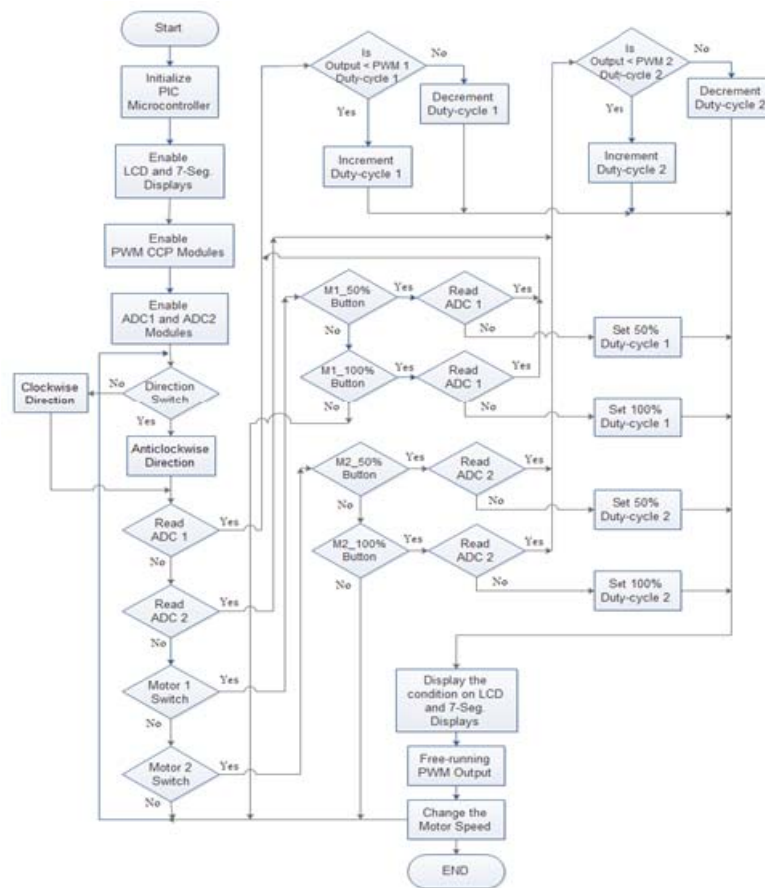 Start
Initialize
PIC
Microcontroller
Enable
LCD and 7-Seg.
Displays
Enable
PWM CCP Modules
Enable
ADC1 and ADC2
Modules
Direction
Switch
No
Clockwise
Direction
Yes
Anticlockwise
Direction
Read
ADC 1
Yes
No
Read
ADC 2
Yes
No
Motor 1
Switch
Yes
No
Motor 2
Switch
Yes
No
Is
Output < PWM 1
Duty-cycle 1
No
Decrement
Duty-cycle 1
Yes
Increment
Duty-cycle 1
Is
Output < PWM 2
Duty-cycle 2
No
Decrement
Duty-cycle 2
Yes
Increment
Duty-cycle 2
M1_50%
Button
Yes
Read
ADC 1
Yes
No
No
Set 50%
Duty-cycle 1
M1_100%
Button
Yes
Read
ADC 1
Yes
No
No
Set 100%
Duty-cycle 1
M2_50%
Button
Yes
Read
ADC 2
Yes
No
No
Set 50%
Duty-cycle 2
M2_100%
Button
Yes
Read
ADC 2
Yes
No
No
Set 100%
Duty-cycle 2
Display the
condition on LCD
and 7-Seg.
Displays
Free-running
PWM Output
Change the
Motor Speed
END